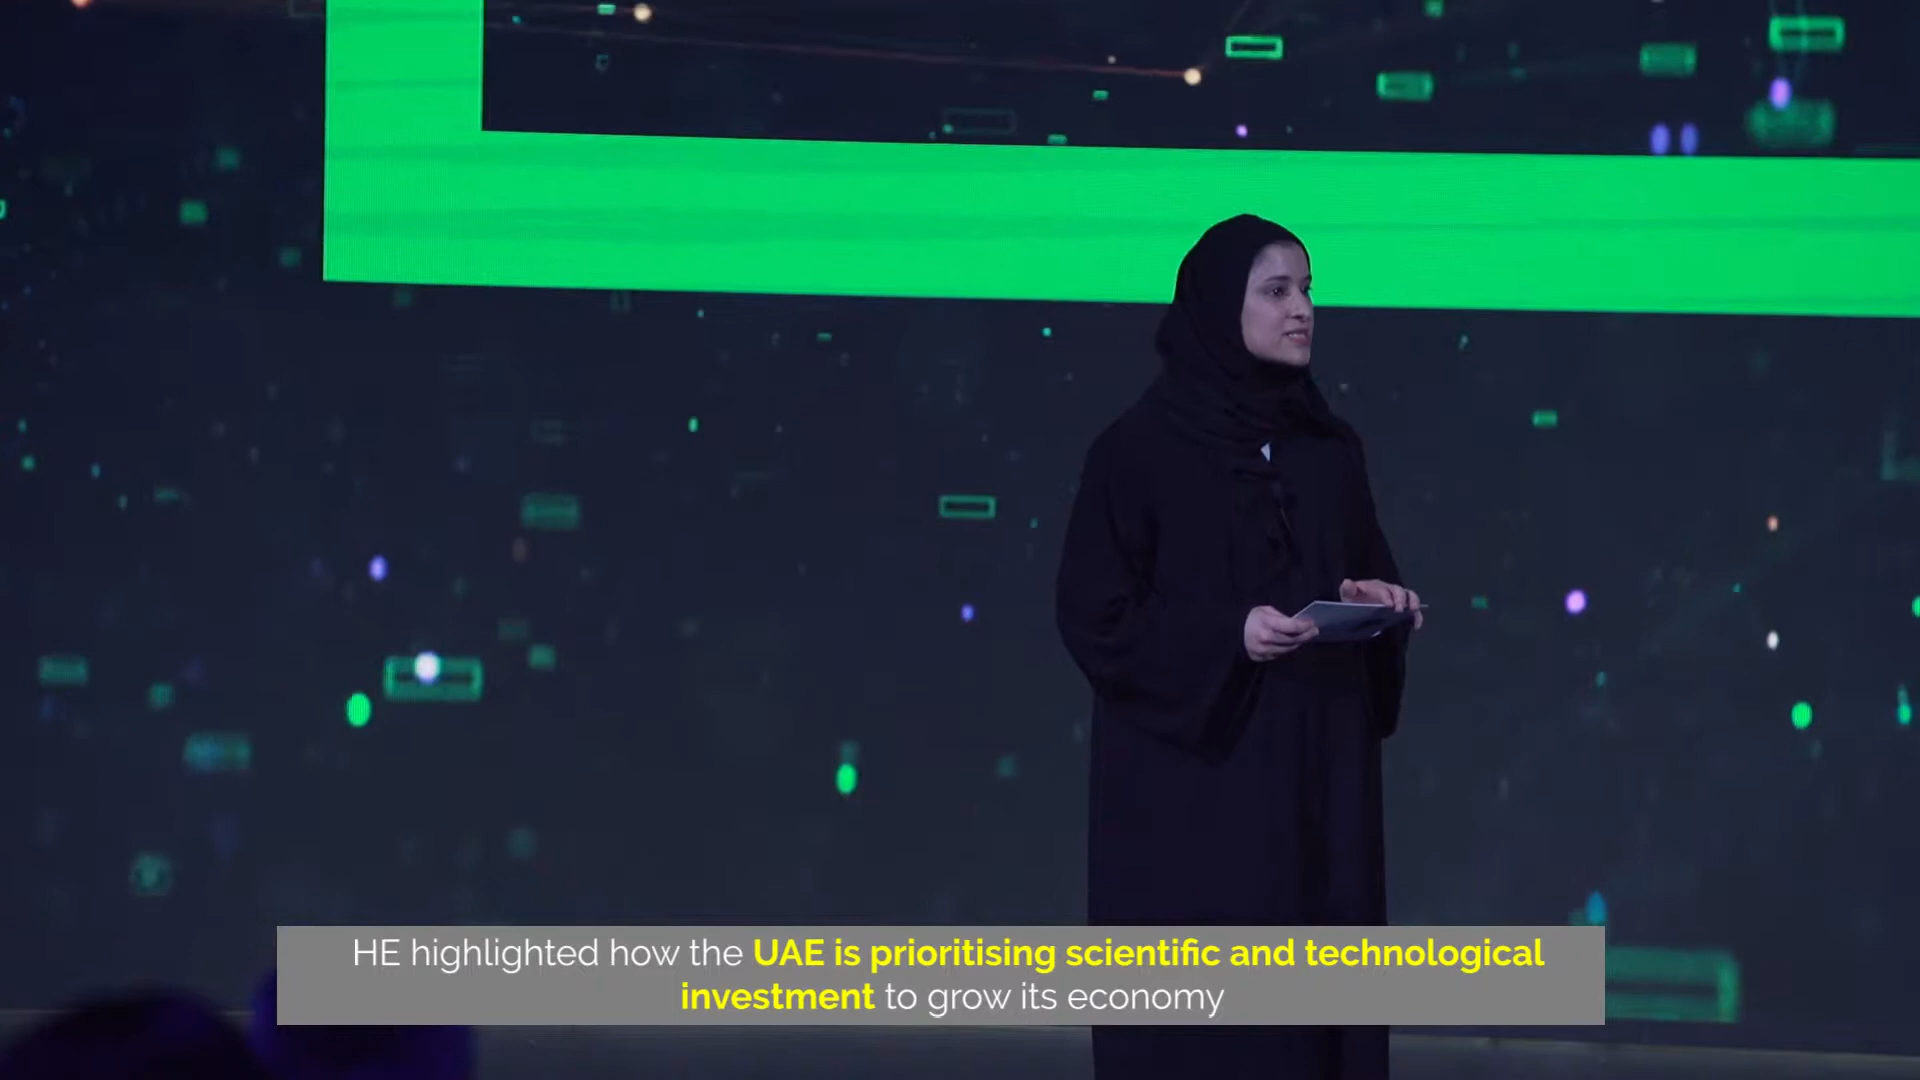 HE highlighted how the UAE is prioritising scientific and technological
investment to grow its economy